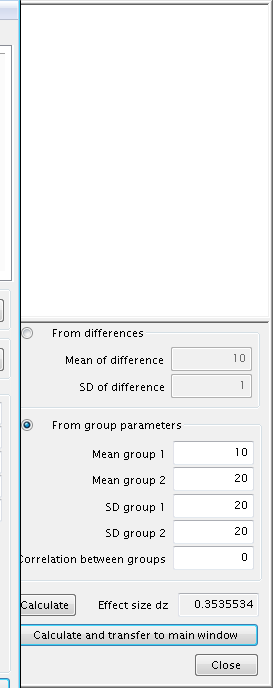 From differences
Mean of difference 10
SD of difference 1
From group parameters
Mean group 1 10
Mean group 2 20
SD group 1 20
SD group 2 20
Correlation between groups 0
Calculate Effect size dz 0.3535534
Calculate and transfer to main window
Close